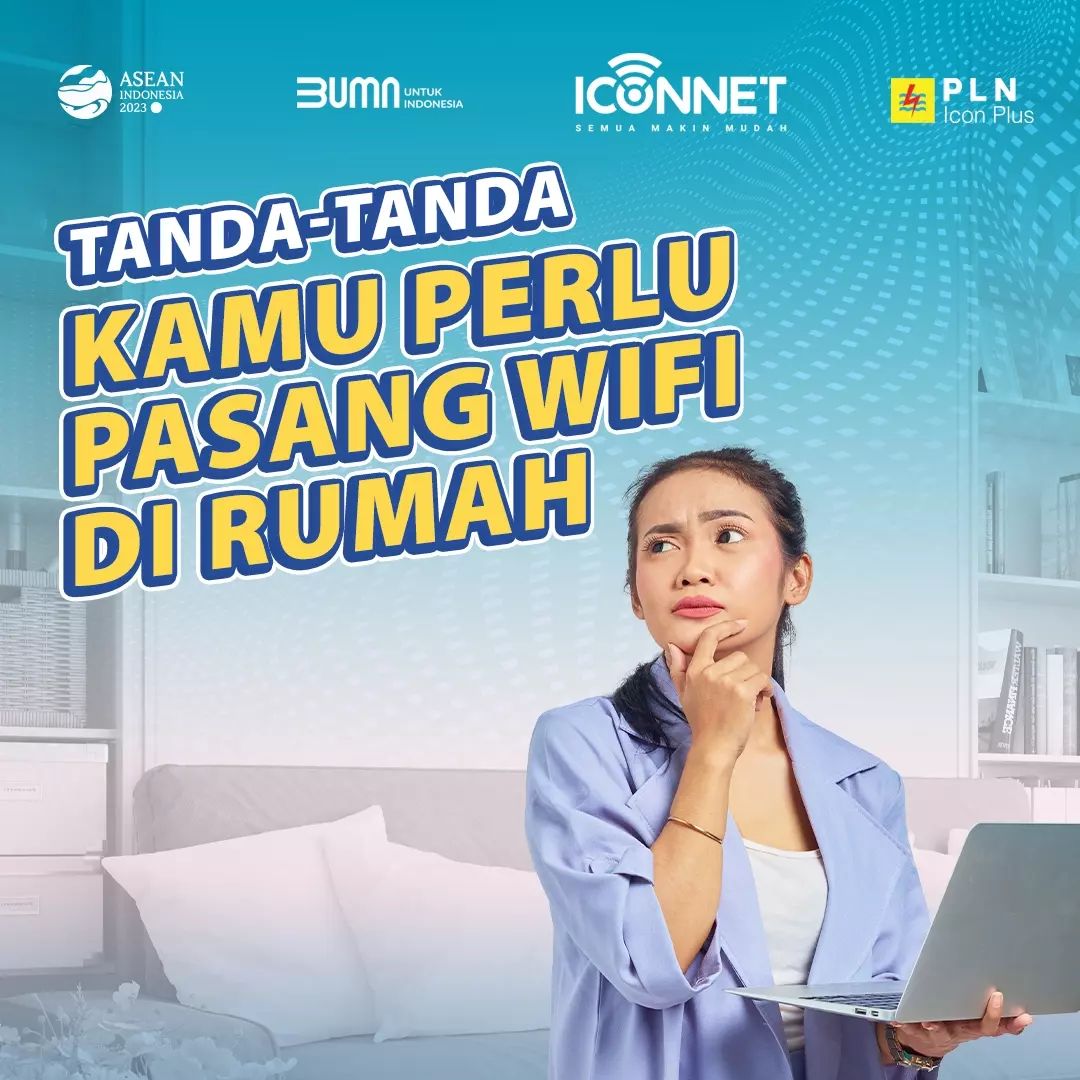 ASEAN
INDONESIA
2023
BUMN UNTUK
INDONESIA
ICONNET
SEMUA MAKIN MUDAH
PLN
Icon Plus
TANDA-TANDA
KAMU PERLU
PASANG WIFI
DI RUMAH